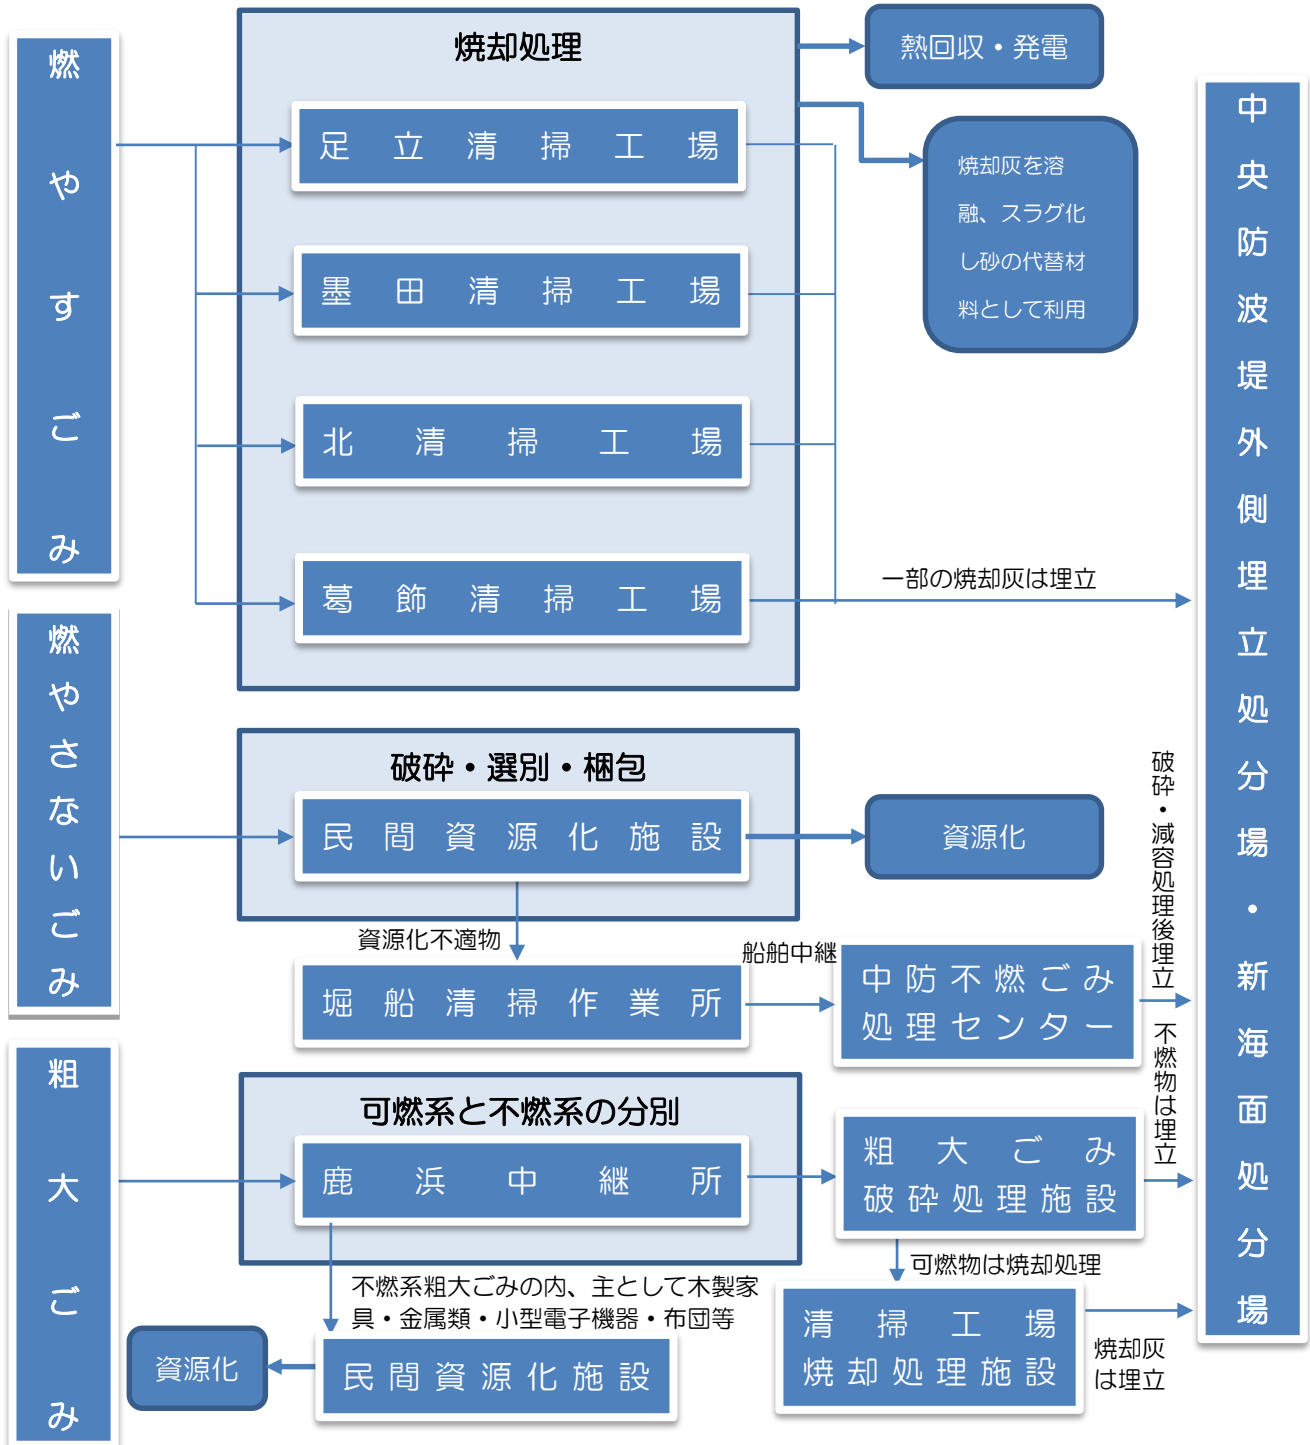 燃やすごみ
焼却処理
足立清掃工場
墨田清掃工場
北清掃工場
葛飾清掃工場
熱回収・発電
焼却灰を溶
融、スラグ化
し砂の代替材
料として利用
一部の焼却灰は埋立
中央防波堤外側埋立処分場・新海面処分場
燃やさないごみ
破砕・選別・梱包
民間資源化施設
資源化
資源化不適物
堀船清掃作業所
船舶中継
中防不燃ごみ
処理センター
破砕・減容処理後埋立
粗大ごみ
可燃系と不燃系の分別
鹿浜中継所
粗大ごみ
破砕処理施設
不燃物は埋立
可燃物は焼却処理
清掃工場
焼却処理施設
焼却灰
は埋立
不燃系粗大ごみの内、主として木製家
具・金属類・小型電子機器・布団等
民間資源化施設
資源化